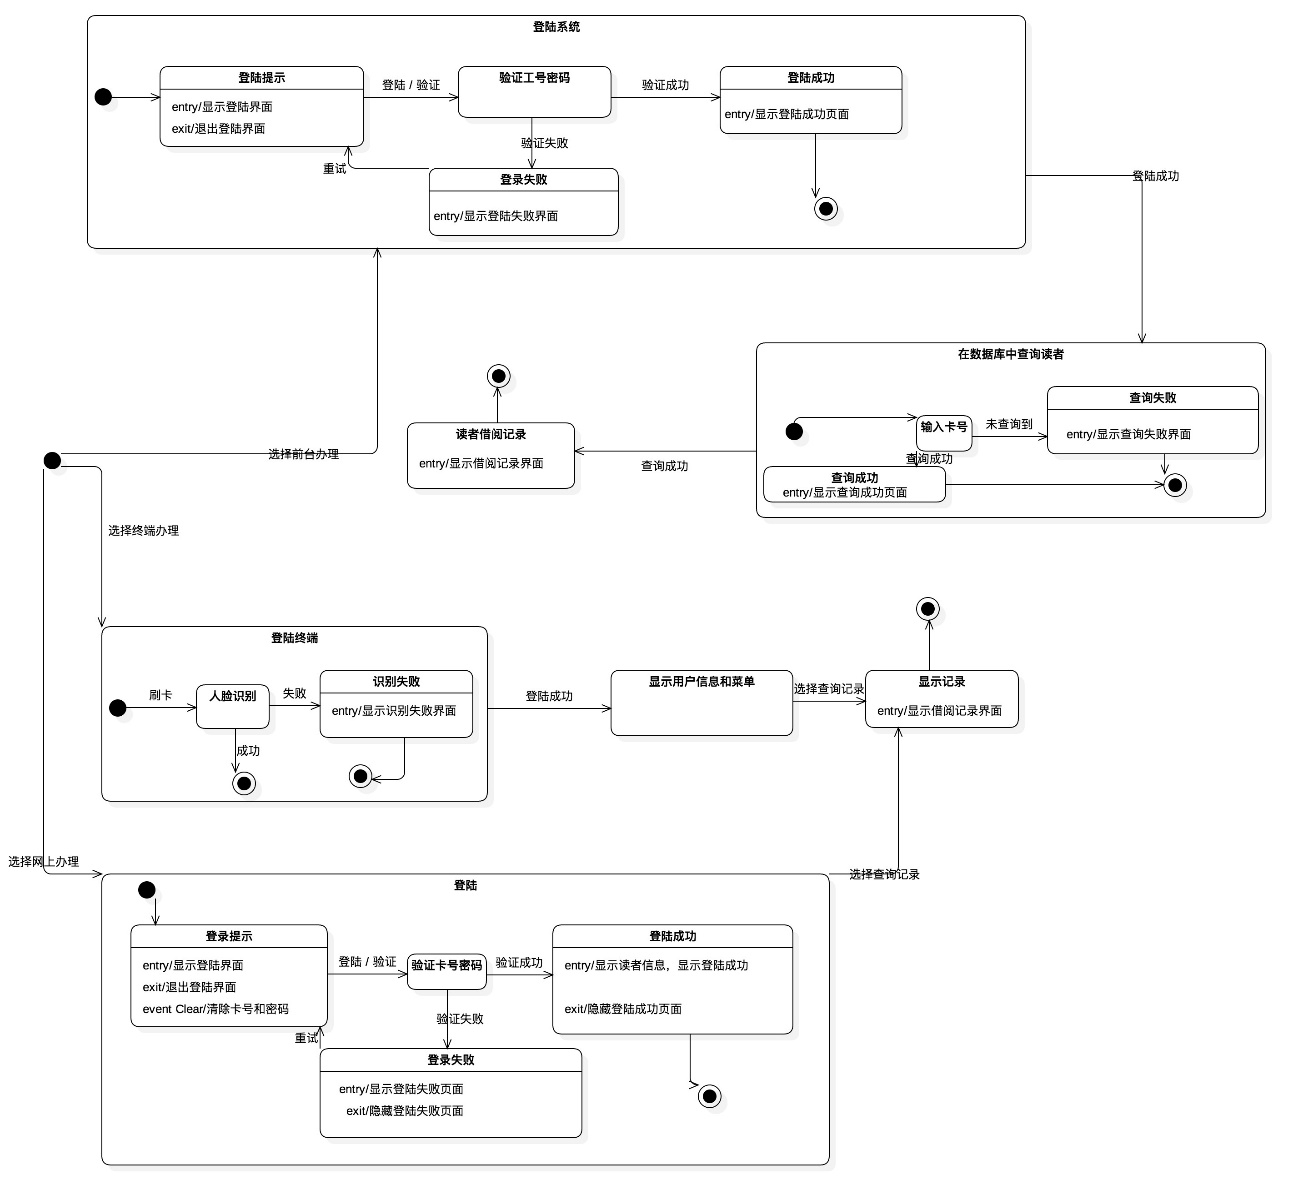 登陆系统
登陆提示
entry/显示登陆界面
exit/退出登陆界面
登陆 / 验证
验证工号密码
验证成功
登陆成功
entry/显示登陆成功页面
验证失败
重试
登录失败
entry/显示登陆失败界面
登陆成功
在数据库中查询读者
输入卡号
未查询到
查询失败
entry/显示查询失败界面
查询成功
查询成功
entry/显示查询成功页面
查询成功
读者借阅记录
entry/显示借阅记录界面
选择前台办理
选择终端办理
登陆终端
刷卡
人脸识别
失败
识别失败
entry/显示识别失败界面
成功
登陆成功
显示用户信息和菜单
选择查询记录
显示记录
entry/显示借阅记录界面
选择网上办理
选择查询记录
登陆
登录提示
entry/显示登陆界面
exit/退出登陆界面
event Clear/清除卡号和密码
登陆 / 验证
验证卡号密码
验证成功
登陆成功
entry/显示读者信息，显示登陆成功
exit/隐藏登陆成功页面
验证失败
重试
登录失败
entry/显示登陆失败页面
exit/隐藏登陆失败页面